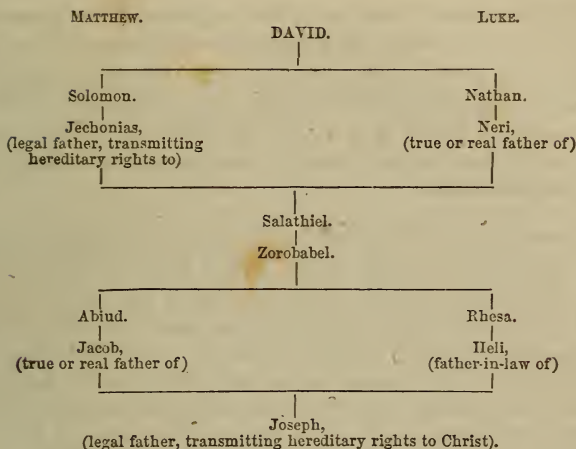 MATTHEW. LUKE.
DAVID.
Solomon. Nathan.
Jechonias, Neri,
(legal father, transmitting (true or real father of)
hereditary rights to)
Salathiel.
Zorobabel.
Abiud. Rhesa.
Jacob, Heli,
(true or real father of) (father-in-law of)
Joseph,
(legal father, transmitting hereditary rights to Christ).